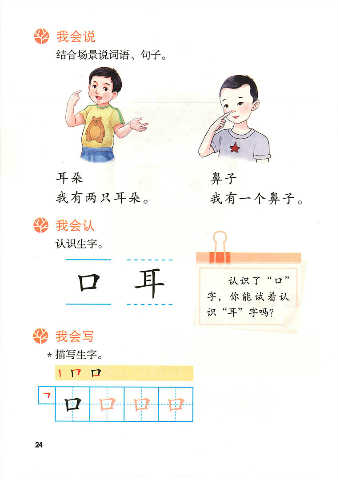 我会说
结合场景说词语、句子。
耳朵
我有两只耳朵。
鼻子
我有一个鼻子。
我会认
认识生字。
口 耳
认识了“口”
字，你能试着认
识“耳”字吗？
我会写
* 描写生字。
丨 𠃍 口
𠃍 口 口 口 口
24